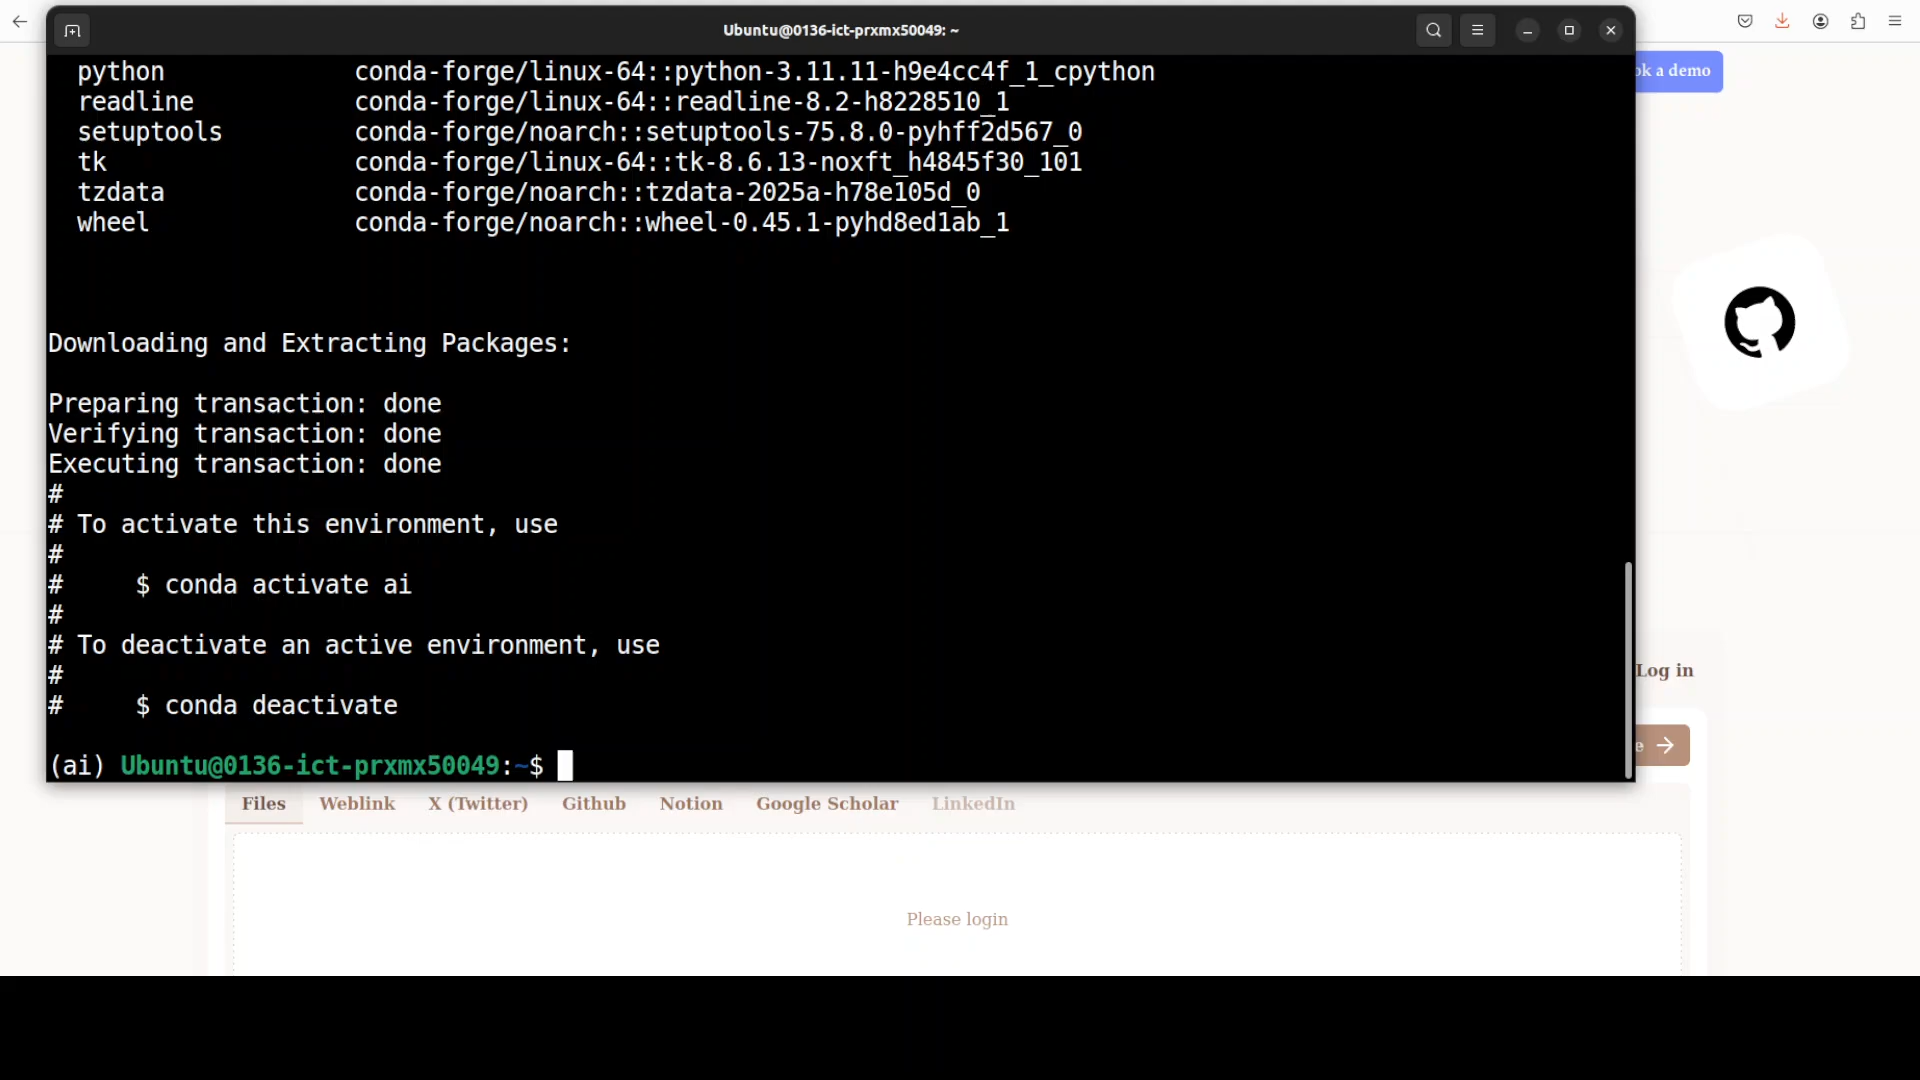 Ubuntu@0136-ict-prxmx50049: ~
python conda-forge/linux-64::python-3.11.11-h9e4cc4f_1_cpython
readline conda-forge/linux-64::readline-8.2-h8228510_1
setuptools conda-forge/noarch::setuptools-75.8.0-pyhff2d567_0
tk conda-forge/linux-64::tk-8.6.13-noxft_h4845f30_101
tzdata conda-forge/noarch::tzdata-2025a-h78e105d_0
wheel conda-forge/noarch::wheel-0.45.1-pyhd8ed1ab_1
Downloading and Extracting Packages:
Preparing transaction: done
Verifying transaction: done
Executing transaction: done
#
# To activate this environment, use
#
# $ conda activate ai
#
# To deactivate an active environment, use
#
# $ conda deactivate
(ai) Ubuntu@0136-ict-prxmx50049:~$
ok a demo
Log in
e →
Files Weblink X (Twitter) Github Notion Google Scholar LinkedIn
Please login